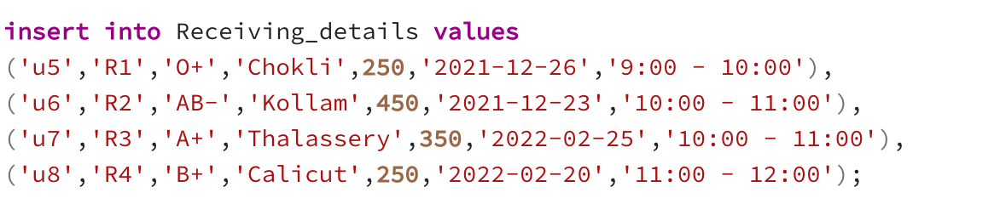 insert into Receiving_details values
('u5','R1','O+','Chokli',250,'2021-12-26','9:00 - 10:00'),
('u6','R2','AB-','Kollam',450,'2021-12-23','10:00 - 11:00'),
('u7','R3','A+','Thalassery',350,'2022-02-25','10:00 - 11:00'),
('u8','R4','B+','Calicut',250,'2022-02-20','11:00 - 12:00');